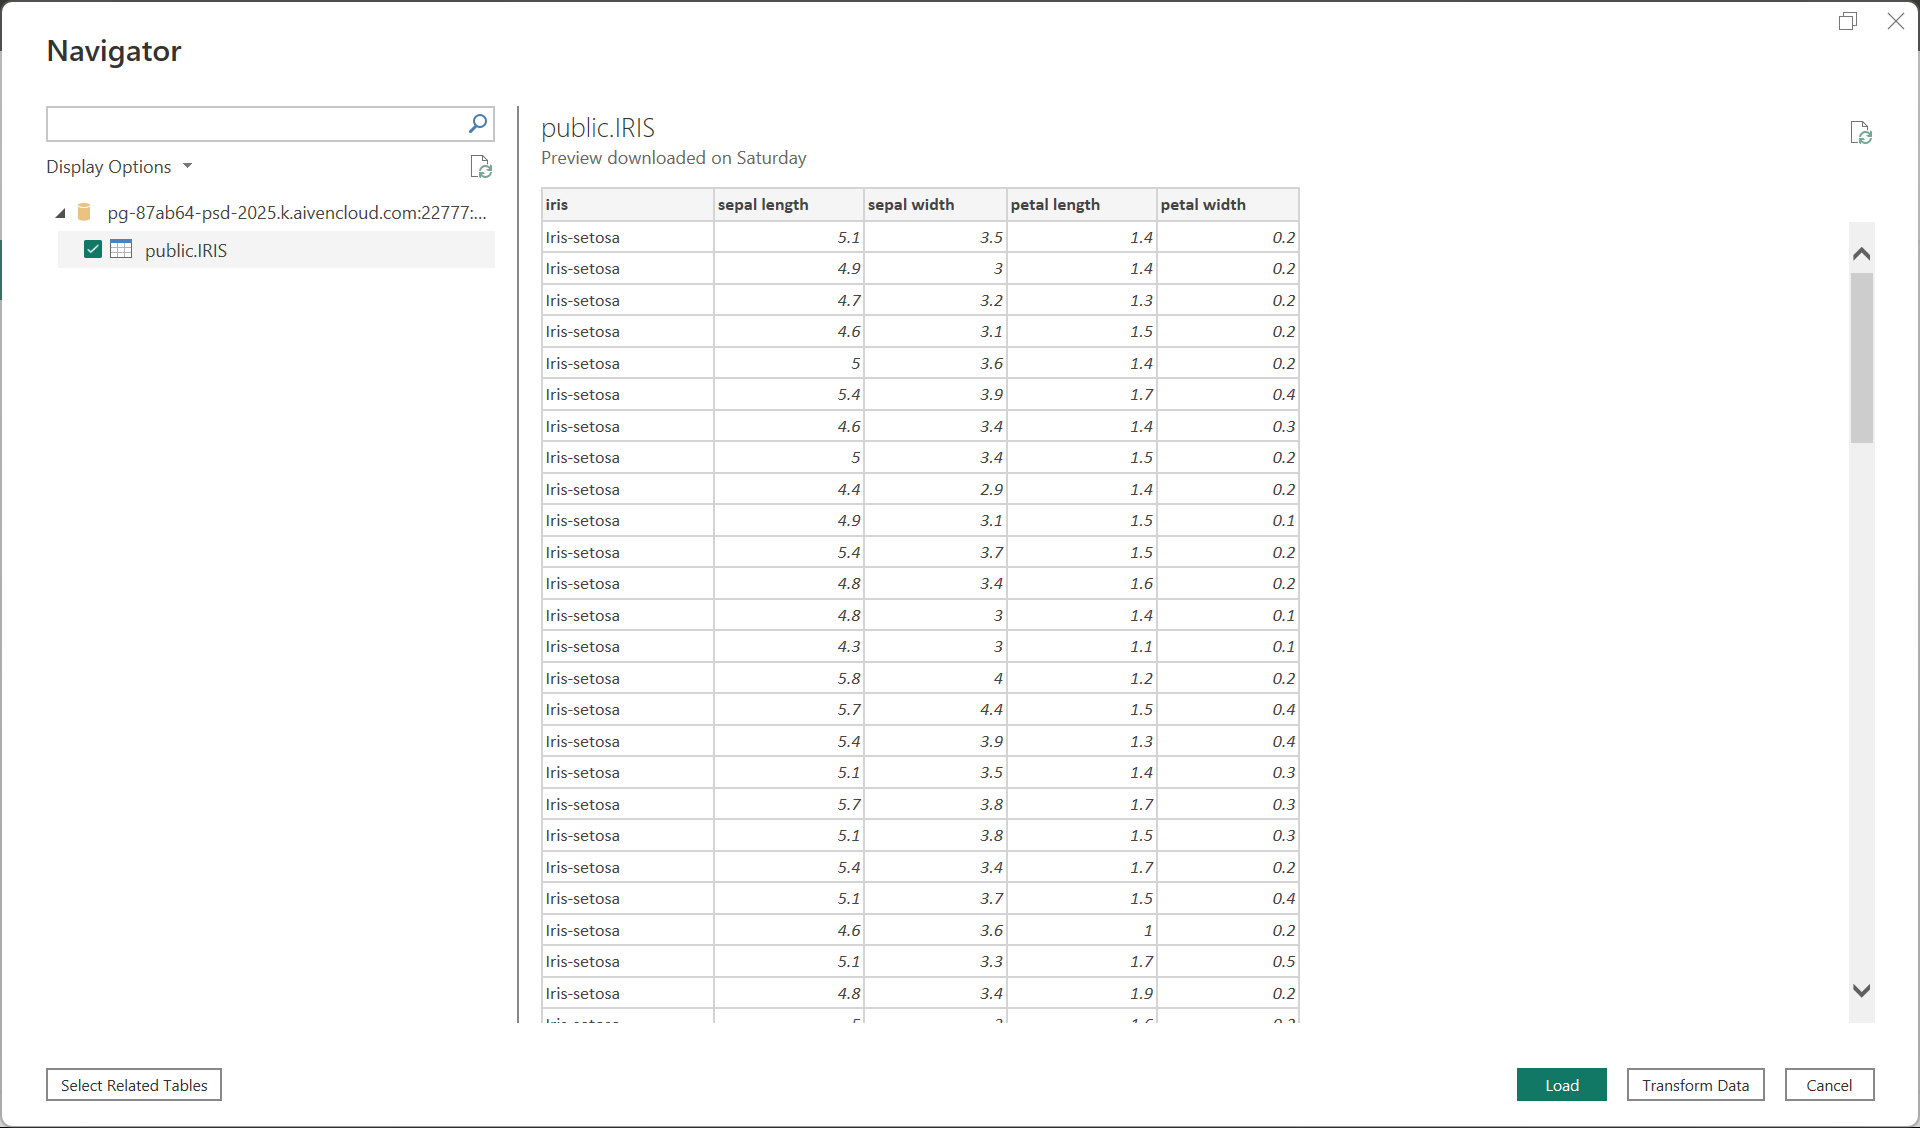 Navigator
Display Options
pg-87ab64-psd-2025.k.aivencloud.com:22777:...
public.IRIS
public.IRIS
Preview downloaded on Saturday
iris sepal length sepal width petal length petal width
Iris-setosa 5.1 3.5 1.4 0.2
Iris-setosa 4.9 3 1.4 0.2
Iris-setosa 4.7 3.2 1.3 0.2
Iris-setosa 4.6 3.1 1.5 0.2
Iris-setosa 5 3.6 1.4 0.2
Iris-setosa 5.4 3.9 1.7 0.4
Iris-setosa 4.6 3.4 1.4 0.3
Iris-setosa 5 3.4 1.5 0.2
Iris-setosa 4.4 2.9 1.4 0.2
Iris-setosa 4.9 3.1 1.5 0.1
Iris-setosa 5.4 3.7 1.5 0.2
Iris-setosa 4.8 3.4 1.6 0.2
Iris-setosa 4.8 3 1.4 0.1
Iris-setosa 4.3 3 1.1 0.1
Iris-setosa 5.8 4 1.2 0.2
Iris-setosa 5.7 4.4 1.5 0.4
Iris-setosa 5.4 3.9 1.3 0.4
Iris-setosa 5.1 3.5 1.4 0.3
Iris-setosa 5.7 3.8 1.7 0.3
Iris-setosa 5.1 3.8 1.5 0.3
Iris-setosa 5.4 3.4 1.7 0.2
Iris-setosa 5.1 3.7 1.5 0.4
Iris-setosa 4.6 3.6 1 0.2
Iris-setosa 5.1 3.3 1.7 0.5
Iris-setosa 4.8 3.4 1.9 0.2
Select Related Tables
Load
Transform Data
Cancel